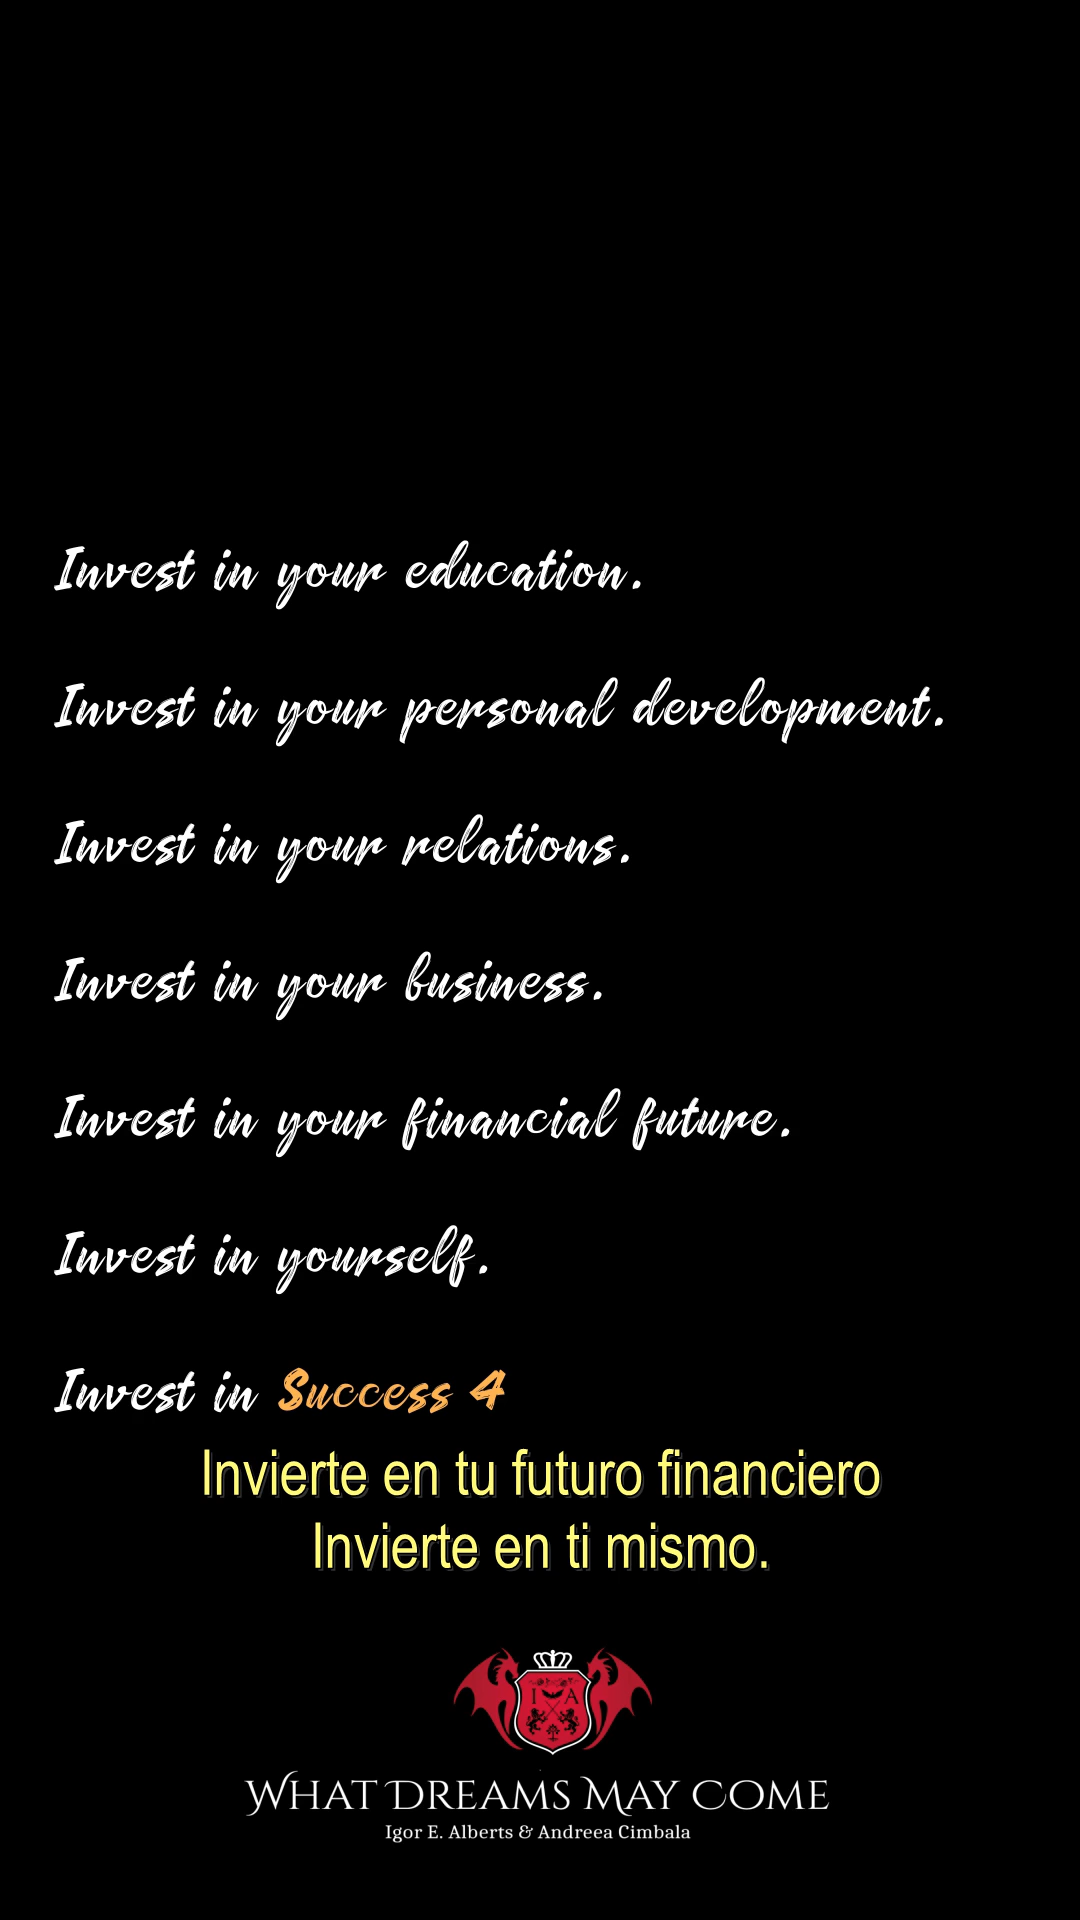 Invest in your education.
Invest in your personal development.
Invest in your relations.
Invest in your business.
Invest in your financial future.
Invest in yourself.
Invest in Success 4
Invierte en tu futuro financiero
Invierte en ti mismo.
I A
What Dreams May Come
Igor E. Alberts & Andreea Cimbala